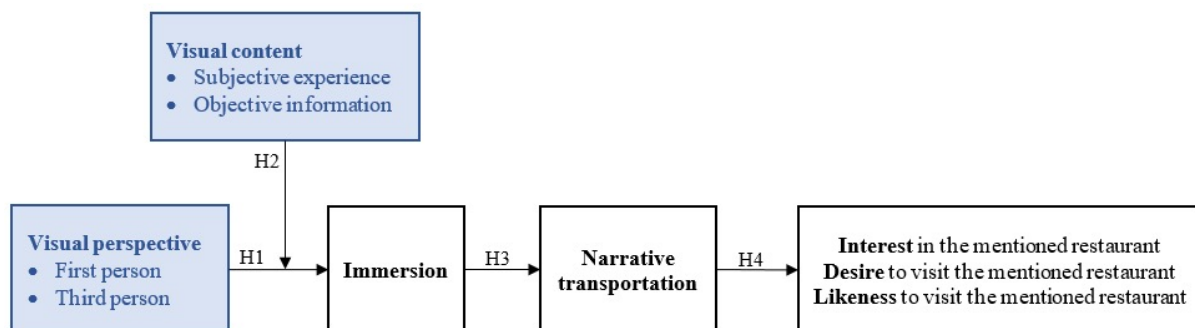 Visual content
• Subjective experience
• Objective information
H2
Visual perspective
• First person
• Third person
H1
Immersion
H3
Narrative
transportation
H4
Interest in the mentioned restaurant
Desire to visit the mentioned restaurant
Likeness to visit the mentioned restaurant